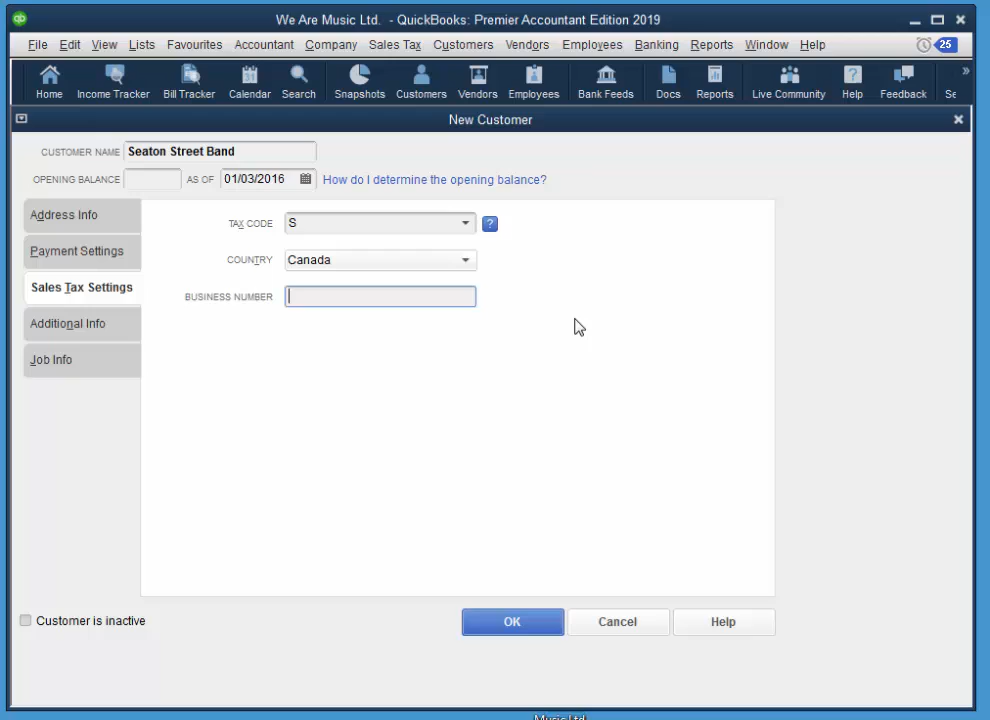 We Are Music Ltd. - QuickBooks: Premier Accountant Edition 2019
File Edit View Lists Favourites Accountant Company Sales Tax Customers Vendors Employees Banking Reports Window Help 25
Home Income Tracker Bill Tracker Calendar Search Snapshots Customers Vendors Employees Bank Feeds Docs Reports Live Community Help Feedback Se
New Customer
CUSTOMER NAME Seaton Street Band
OPENING BALANCE AS OF 01/03/2016 How do I determine the opening balance?
Address Info
TAX CODE S ?
Payment Settings
COUNTRY Canada
Sales Tax Settings
BUSINESS NUMBER
Additional Info
Job Info
Customer is inactive OK Cancel Help
Music Ltd